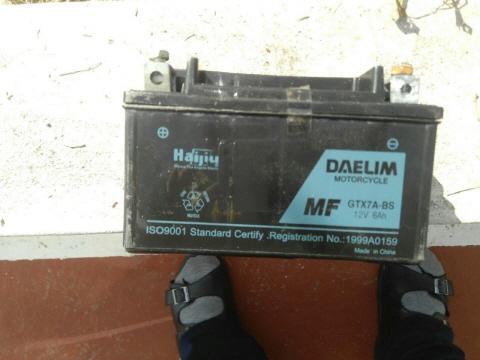 Haijiu
DAELIM
MOTORCYCLE
MF GTX7A-BS
12V 6Ah
ISO9001 Standard Certify .Registration No.:1999A0159
Made in China